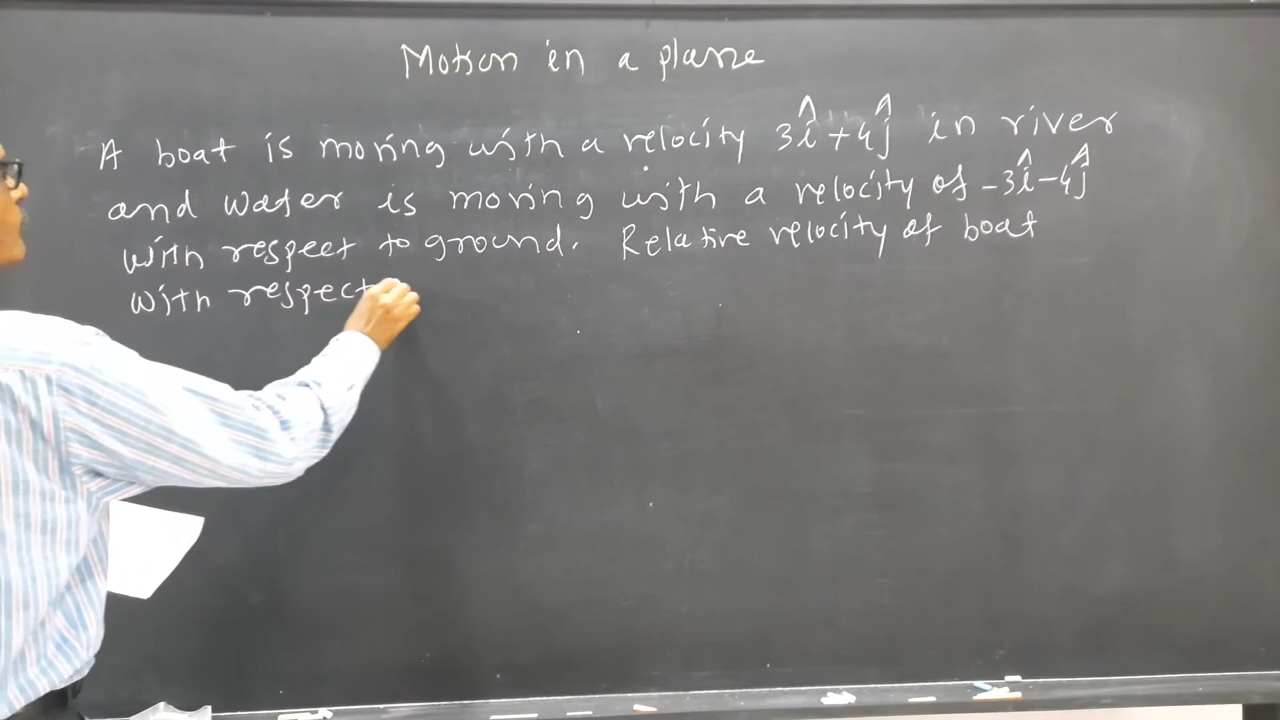 Motion in a plane
A boat is moving with a velocity 3î+4ĵ in river
and water is moving with a velocity of -3î-4ĵ
with respect to ground. Relative velocity of boat
with respect